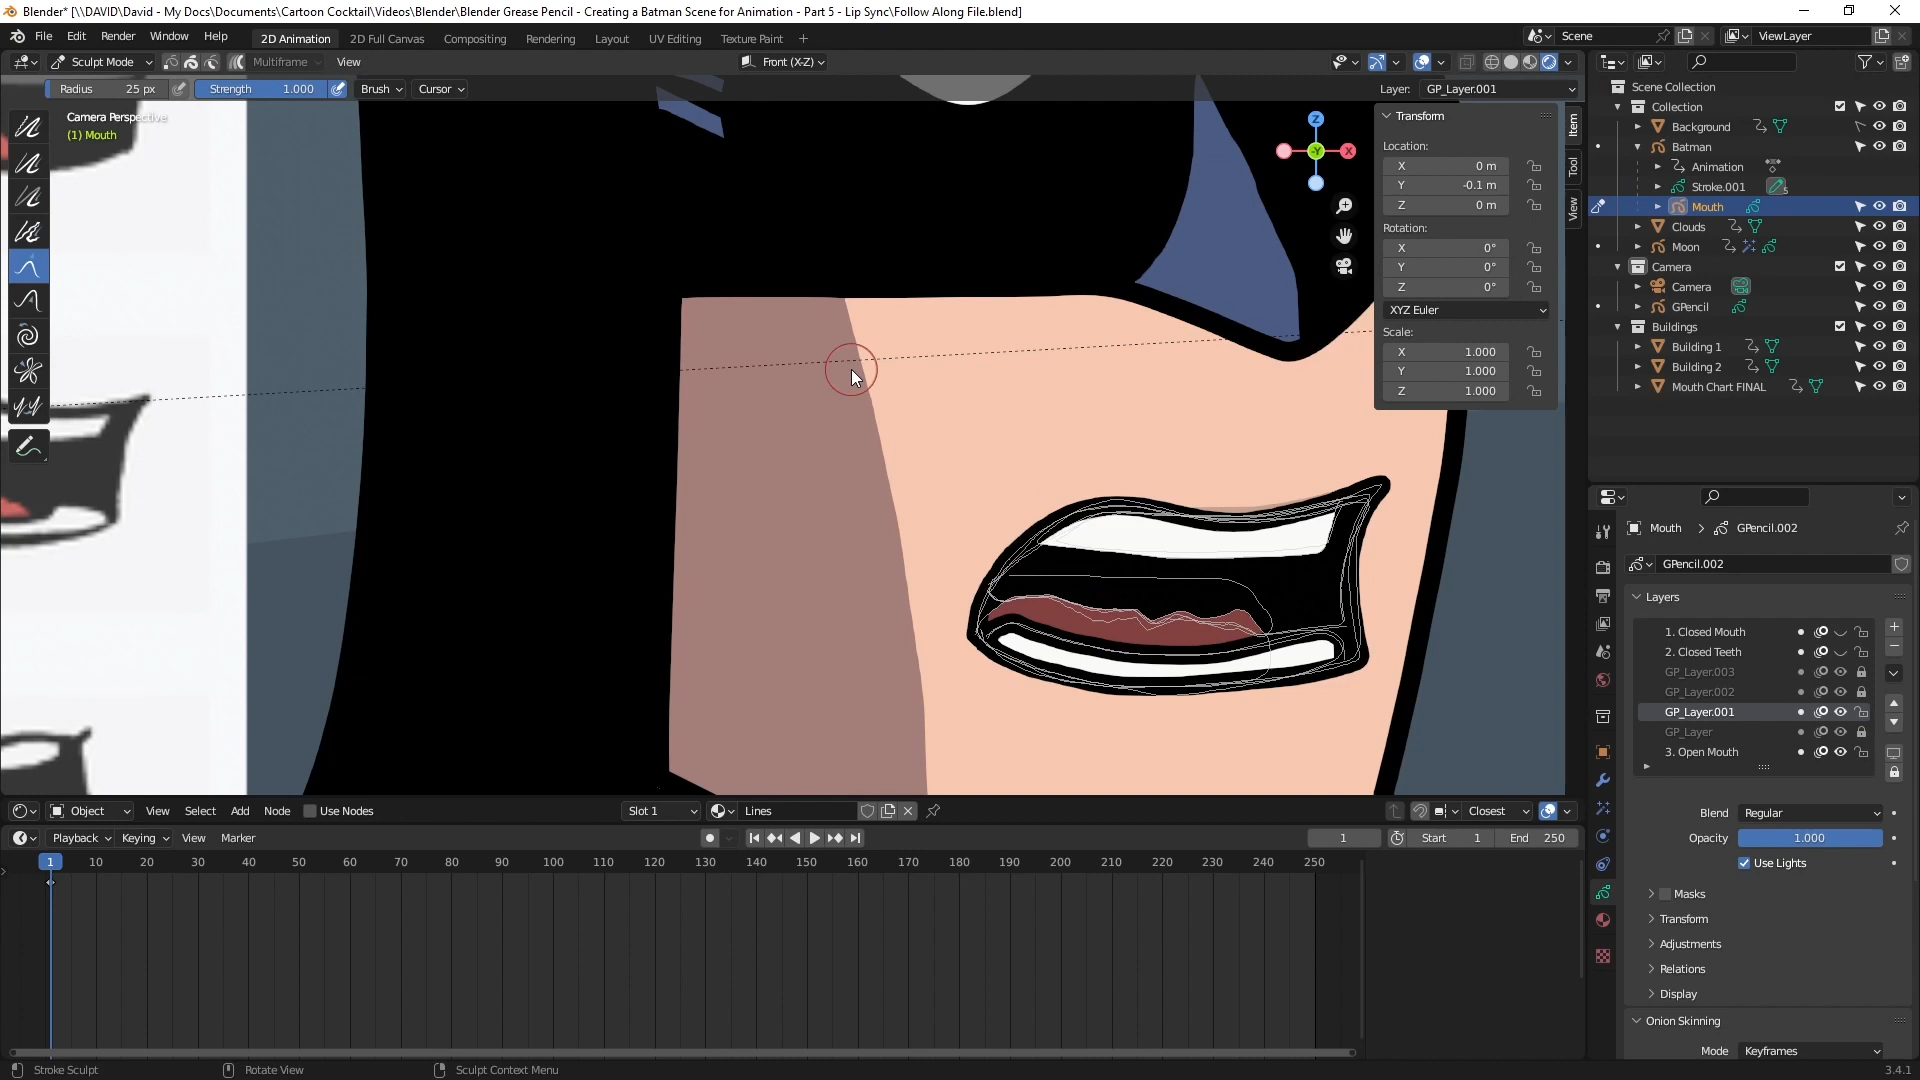 Blender* [\\DAVID\David - My Docs\Documents\Cartoon Cocktail\Videos\Blender\Blender Grease Pencil - Creating a Batman Scene for Animation - Part 5 - Lip Sync\Follow Along File.blend]
File Edit Render Window Help 2D Animation 2D Full Canvas Compositing Rendering Layout UV Editing Texture Paint + Scene ViewLayer
Sculpt Mode Multiframe View Front (X-Z)
Radius 25 px Strength 1.000 Brush Cursor Layer: GP_Layer.001
Camera Perspective
(1) Mouth
Z
-Y X
Transform
Location:
X 0 m
Y -0.1 m
Z 0 m
Rotation:
X 0°
Y 0°
Z 0°
XYZ Euler
Scale:
X 1.000
Y 1.000
Z 1.000
Item
Tool
View
Scene Collection
Collection
Background
Batman
Animation
Stroke.001 5
Mouth
Clouds
Moon
Camera
Camera
GPencil
Buildings
Building 1
Building 2
Mouth Chart FINAL
Mouth > GPencil.002
GPencil.002
Layers
1. Closed Mouth
2. Closed Teeth
GP_Layer.003
GP_Layer.002
GP_Layer.001
GP_Layer
3. Open Mouth
Blend Regular
Opacity 1.000
Use Lights
Masks
Transform
Adjustments
Relations
Display
Onion Skinning
Mode Keyframes
Object View Select Add Node Use Nodes Slot 1 Lines Closest
Playback Keying View Marker 1 Start 1 End 250
1 10 20 30 40 50 60 70 80 90 100 110 120 130 140 150 160 170 180 190 200 210 220 230 240 250
Stroke Sculpt Rotate View Sculpt Context Menu 3.4.1